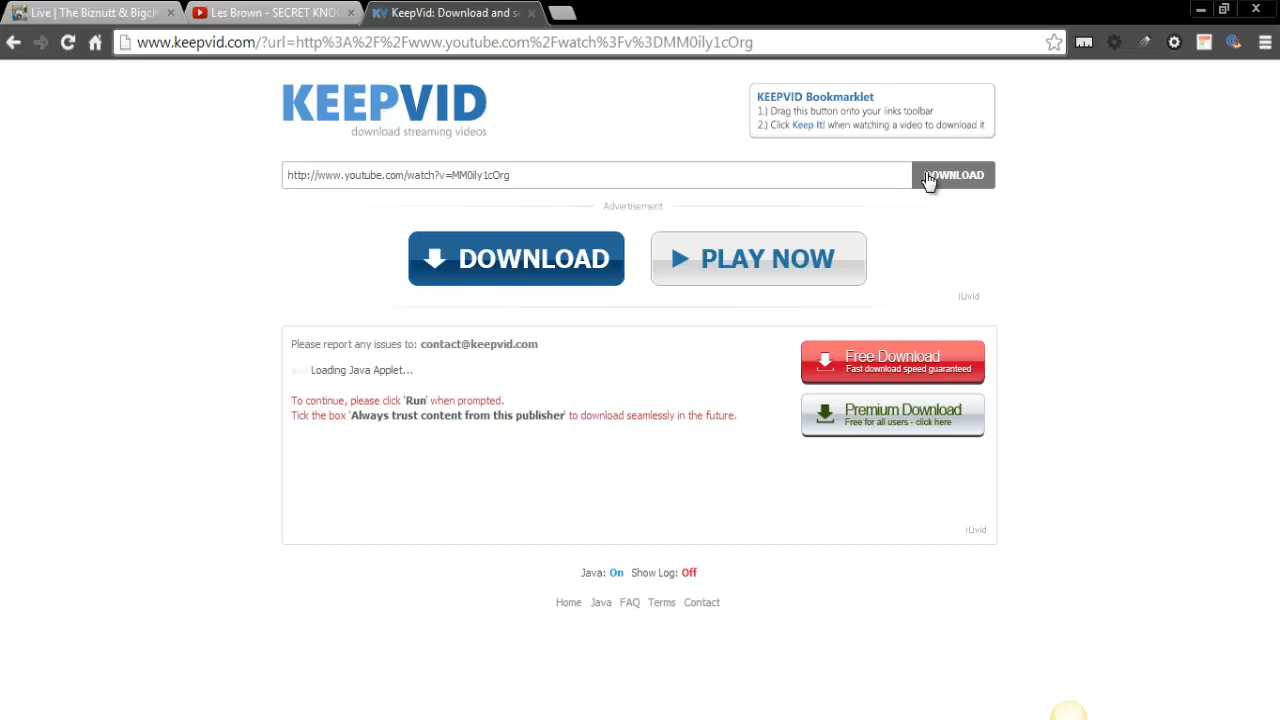 Live | The Biznutt & Bigch
Les Brown - SECRET KNO
KeepVid: Download and s
www.keepvid.com/?url=http%3A%2F%2Fwww.youtube.com%2Fwatch%3Fv%3DMM0ily1cOrg
KEEPVID
download streaming videos
KEEPVID Bookmarklet
1.) Drag this button onto your links toolbar
2.) Click Keep It! when watching a video to download it
http://www.youtube.com/watch?v=MM0ily1cOrg
DOWNLOAD
Advertisement
DOWNLOAD
PLAY NOW
iLivid
Please report any issues to: contact@keepvid.com
Loading Java Applet...
To continue, please click 'Run' when prompted.
Tick the box 'Always trust content from this publisher' to download seamlessly in the future.
Free Download
Fast download speed guaranteed
Premium Download
Free for all users - click here
iLivid
Java: On Show Log: Off
Home Java FAQ Terms Contact